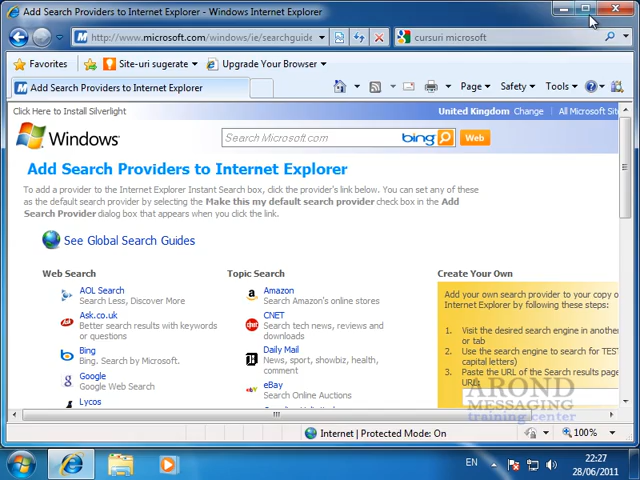 Add Search Providers to Internet Explorer - Windows Internet Explorer
http://www.microsoft.com/windows/ie/searchguide
cursuri microsoft
Favorites
Site-uri sugerate
Upgrade Your Browser
Add Search Providers to Internet Explorer
Page
Safety
Tools
Click Here to Install Silverlight
United Kingdom Change
All Microsoft Sit
Windows
Search Microsoft.com
bing
Web
Add Search Providers to Internet Explorer
To add a provider to the Internet Explorer Instant Search box, click the provider's link below. You can set any of these
as the default search provider by selecting the Make this my default search provider check box in the Add
Search Provider dialog box that appears when you click the link.
See Global Search Guides
Web Search
AOL Search
Search Less, Discover More
Ask.co.uk
Better search results with keywords
or questions
Bing
Bing. Search by Microsoft.
Google
Google Web Search
Lycos
Topic Search
Amazon
Search Amazon's online stores
CNET
Search tech news, reviews and
downloads
Daily Mail
News, sport, showbiz, health,
comment
eBay
Search Online Auctions
Create Your Own
Add your own search provider to your copy o
Internet Explorer by following these steps:
1. Visit the desired search engine in anothe
or tab
2. Use the search engine to search for TES
capital letters)
3. Paste the URL of the Search results page
URL:
AROND
MESSAGING
training center
Internet | Protected Mode: On
100%
EN
22:27
28/06/2011